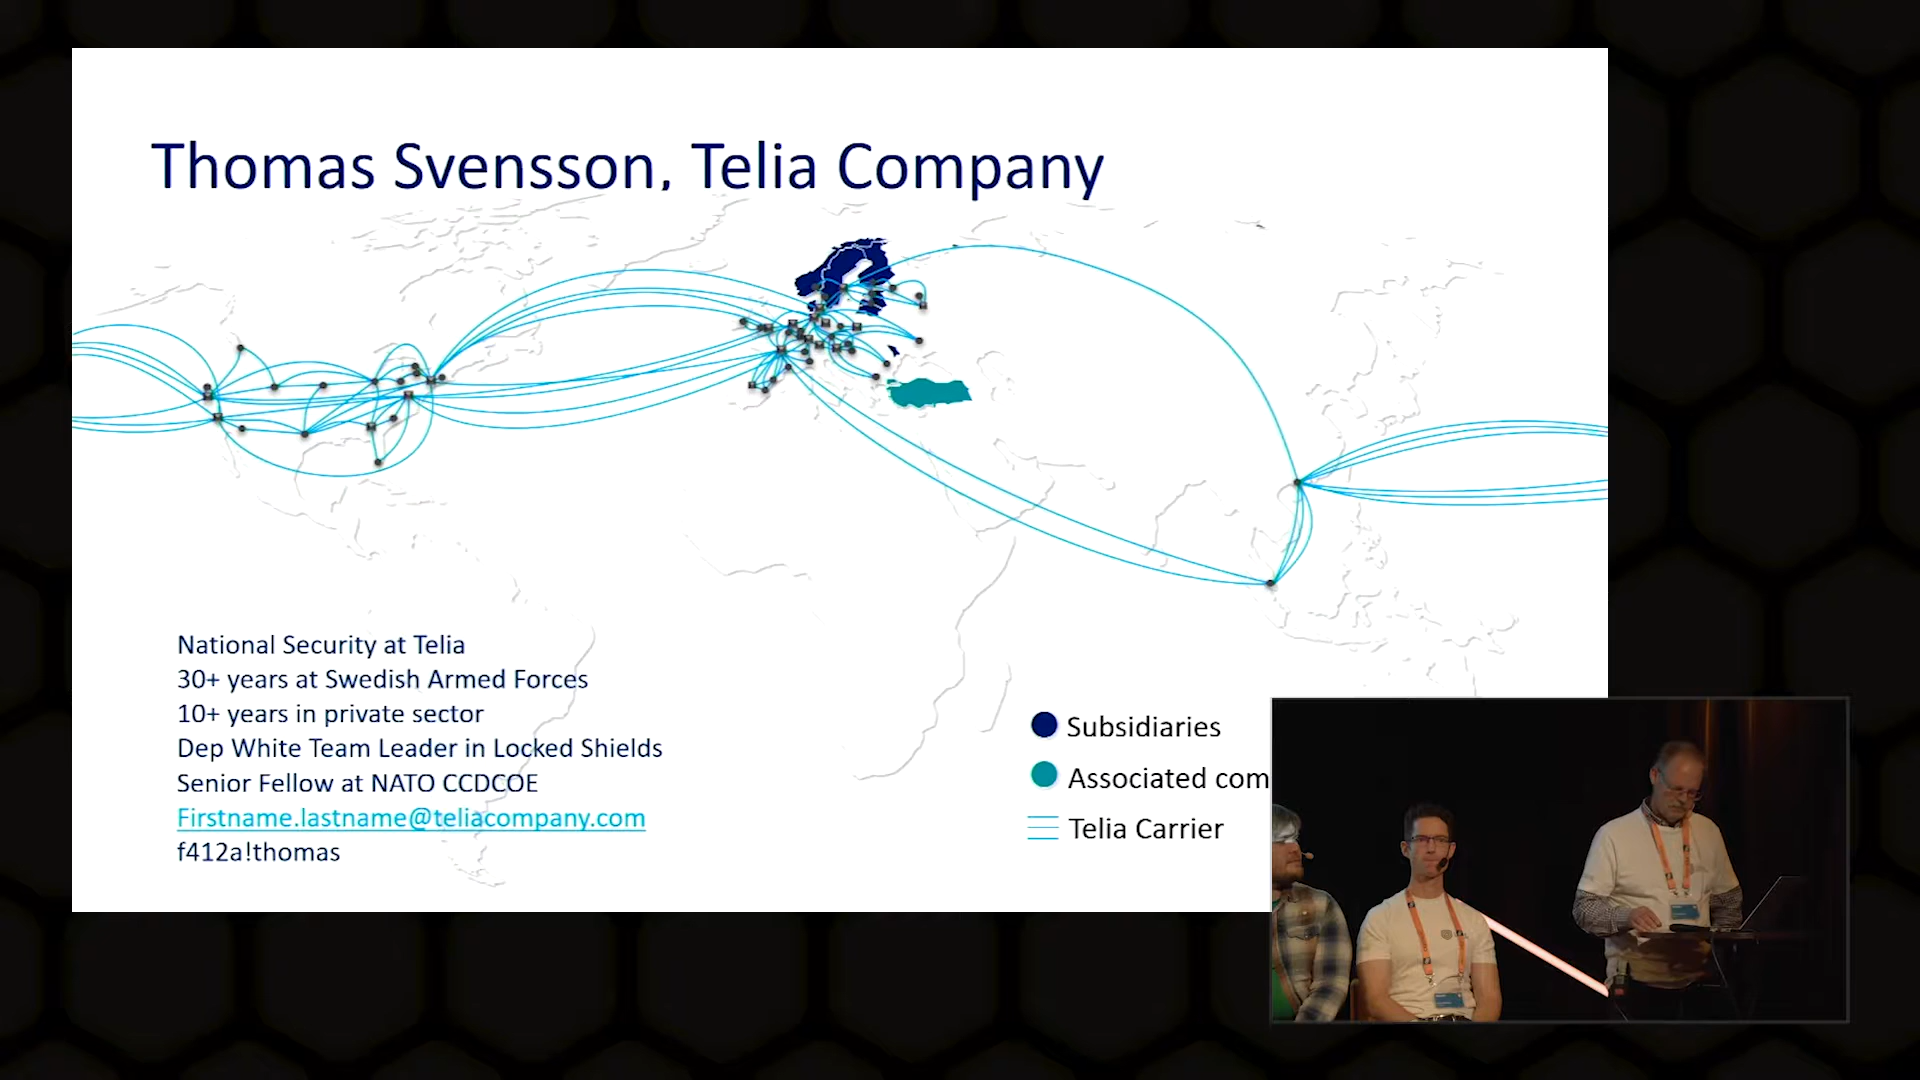 Thomas Svensson, Telia Company
National Security at Telia
30+ years at Swedish Armed Forces
10+ years in private sector
Dep White Team Leader in Locked Shields
Senior Fellow at NATO CCDCOE
Firstname.lastname@teliacompany.com
f412a!thomas
Subsidiaries
Associated com
Telia Carrier